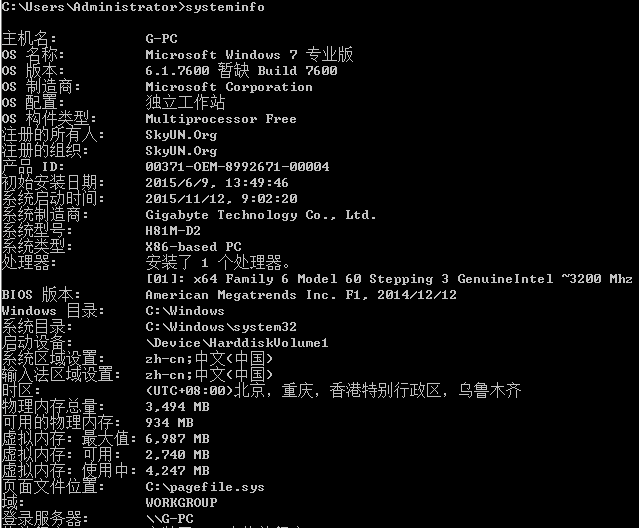 C:\Users\Administrator>systeminfo
主机名: G-PC
OS 名称: Microsoft Windows 7 专业版
OS 版本: 6.1.7600 暂缺 Build 7600
OS 制造商: Microsoft Corporation
OS 配置: 独立工作站
OS 构件类型: Multiprocessor Free
注册的所有人: SkyUN.Org
注册的组织: SkyUN.Org
产品 ID: 00371-OEM-8992671-00004
初始安装日期: 2015/6/9, 13:49:46
系统启动时间: 2015/11/12, 9:02:20
系统制造商: Gigabyte Technology Co., Ltd.
系统型号: H81M-D2
系统类型: X86-based PC
处理器: 安装了 1 个处理器。
[01]: x64 Family 6 Model 60 Stepping 3 GenuineIntel ~3200 Mhz
BIOS 版本: American Megatrends Inc. F1, 2014/12/12
Windows 目录: C:\Windows
系统目录: C:\Windows\system32
启动设备: \Device\HarddiskVolume1
系统区域设置: zh-cn;中文(中国)
输入法区域设置: zh-cn;中文(中国)
时区: (UTC+08:00)北京，重庆，香港特别行政区，乌鲁木齐
物理内存总量: 3,494 MB
可用的物理内存: 934 MB
虚拟内存: 最大值: 6,987 MB
虚拟内存: 可用: 2,740 MB
虚拟内存: 使用中: 4,247 MB
页面文件位置: C:\pagefile.sys
域: WORKGROUP
登录服务器: \\G-PC